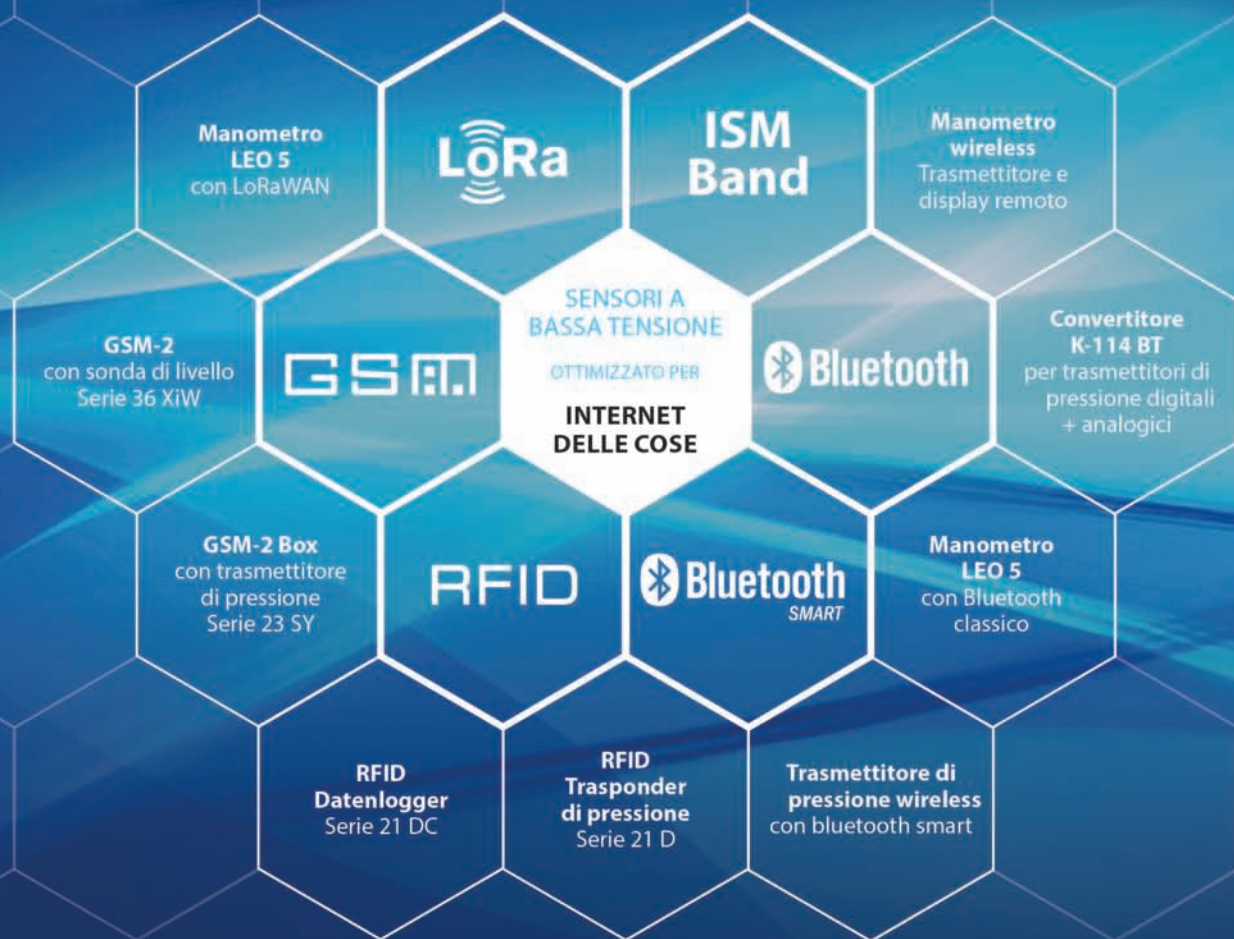 Manometro
LEO 5
con LoRaWAN
LoRa
ISM
Band
Manometro
wireless
Trasmettitore e
display remoto
GSM-2
con sonda di livello
Serie 36 XiW
GSM
SENSORI A
BASSA TENSIONE
OTTIMIZZATO PER
INTERNET
DELLE COSE
Bluetooth
Convertitore
K-114 BT
per trasmettitori di
pressione digitali
+ analogici
GSM-2 Box
con trasmettitore
di pressione
Serie 23 SY
RFID
Bluetooth
SMART
Manometro
LEO 5
con Bluetooth
classico
RFID
Datenlogger
Serie 21 DC
RFID
Trasponder
di pressione
Serie 21 D
Trasmettitore di
pressione wireless
con bluetooth smart